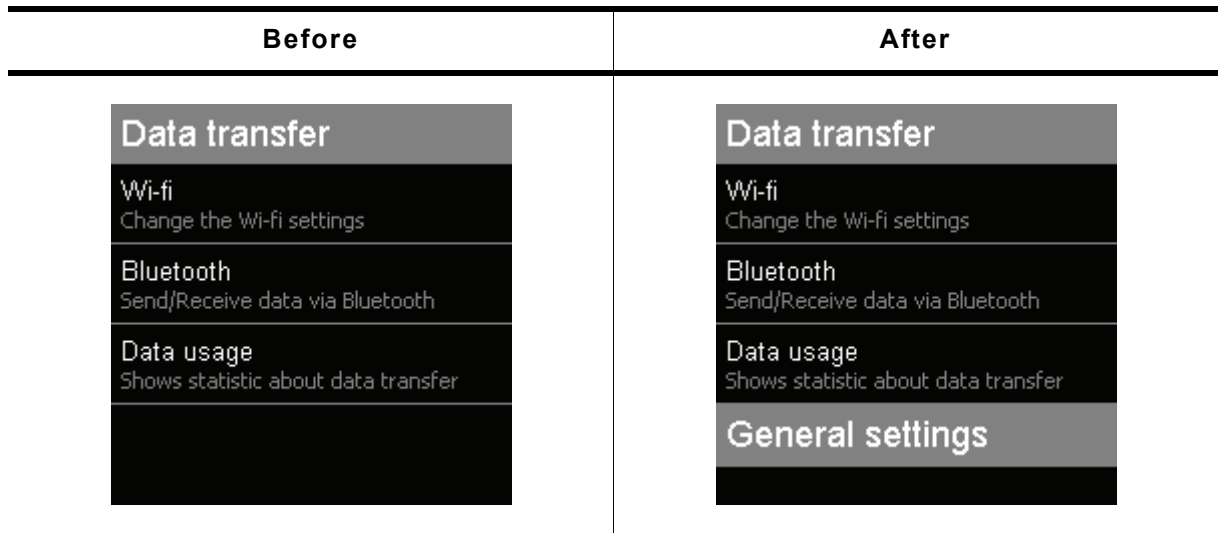 Before
After
Data transfer
Wi-fi
Change the Wi-fi settings
Bluetooth
Send/Receive data via Bluetooth
Data usage
Shows statistic about data transfer
Data transfer
Wi-fi
Change the Wi-fi settings
Bluetooth
Send/Receive data via Bluetooth
Data usage
Shows statistic about data transfer
General settings